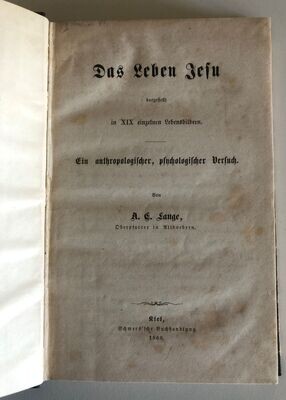 Das Leben Jesu
dargestellt
in XIX einzelnen Lebensbildern.
Ein anthropologischer, psychologischer Versuch.
Von
A. C. Lange,
Oberpfarrer in
Kiel,
Schwers'sche Buchhandlung